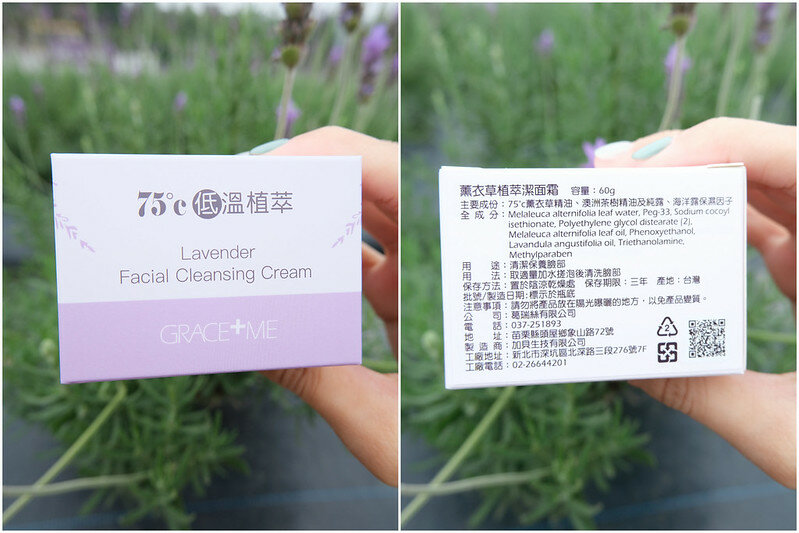 75°c 低溫植萃
Lavender
Facial Cleansing Cream
GRACE+ME
薰衣草植萃潔面霜 容量：60g
主要成份：75℃薰衣草精油、澳洲茶樹精油及純露、海洋露保濕因子
全成分：Melaleuca alternifolia leaf water, Peg-33, Sodium cocoyl
isethionate, Polyethylene glycol distearate (2),
Melaleuca alternifolia leaf oil, Phenoxyethanol,
Lavandula angustifolia oil, Triethanolamine,
Methylparaben
用途：清潔保養臉部
用法：取適量加水搓泡後清洗臉部
保存方法：置於陰涼乾燥處 保存期限：三年 產地：台灣
批號/製造日期：標示於瓶底
注意事項：請勿將產品放在陽光曝曬的地方，以免產品變質。
公司：葛瑞絲有限公司
電話：037-251893
地址：苗栗縣頭屋鄉象山路72號
製造商：加貝生技有限公司
工廠地址：新北市深坑區北深路三段276號7F
工廠電話：02-26644201
2